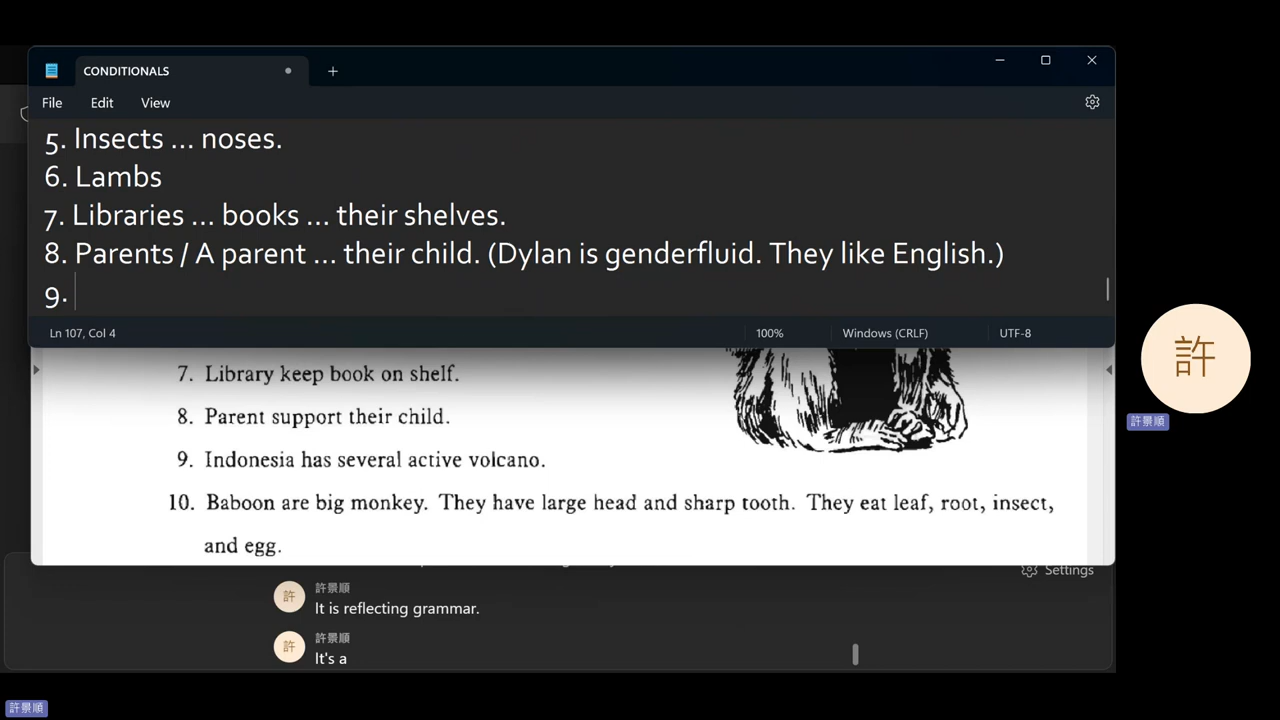 CONDITIONALS
File Edit View
5. Insects ... noses.
6. Lambs
7. Libraries ... books ... their shelves.
8. Parents / A parent ... their child. (Dylan is genderfluid. They like English.)
9.
Ln 107, Col 4 100% Windows (CRLF) UTF-8
7. Library keep book on shelf.
8. Parent support their child.
9. Indonesia has several active volcano.
10. Baboon are big monkey. They have large head and sharp tooth. They eat leaf, root, insect,
and egg.
Settings
許 許景順
It is reflecting grammar.
許 許景順
It's a
許
許景順
許景順